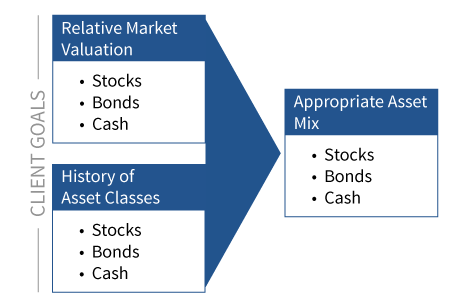 CLIENT GOALS
Relative Market
Valuation
• Stocks
• Bonds
• Cash
History of
Asset Classes
• Stocks
• Bonds
• Cash
Appropriate Asset
Mix
• Stocks
• Bonds
• Cash